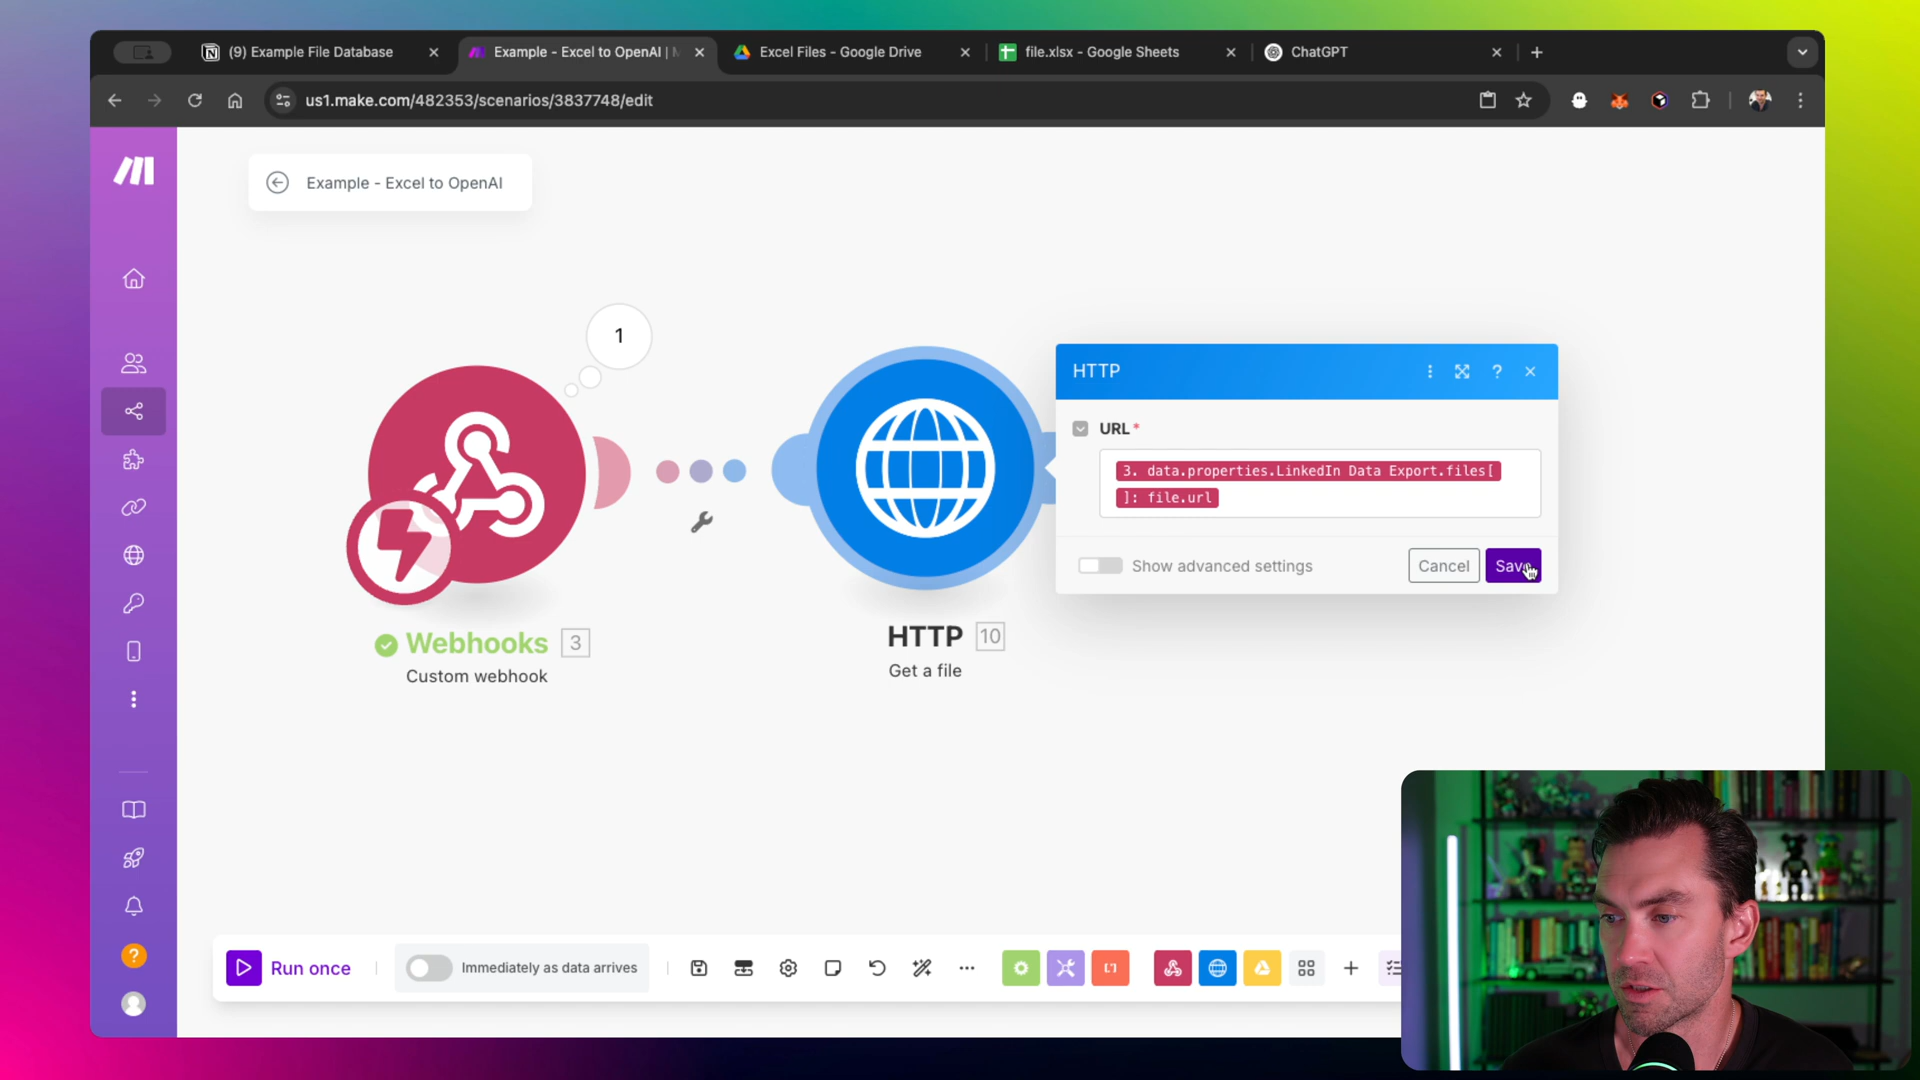 (9) Example File Database
Example - Excel to OpenAI | M
Excel Files - Google Drive
file.xlsx - Google Sheets
ChatGPT
us1.make.com/482353/scenarios/3837748/edit
Example - Excel to OpenAI
1
HTTP
URL*
3. data.properties.LinkedIn Data Export.files[
]: file.url
Show advanced settings
Cancel
Save
Webhooks 3
Custom webhook
HTTP 10
Get a file
Run once
Immediately as data arrives